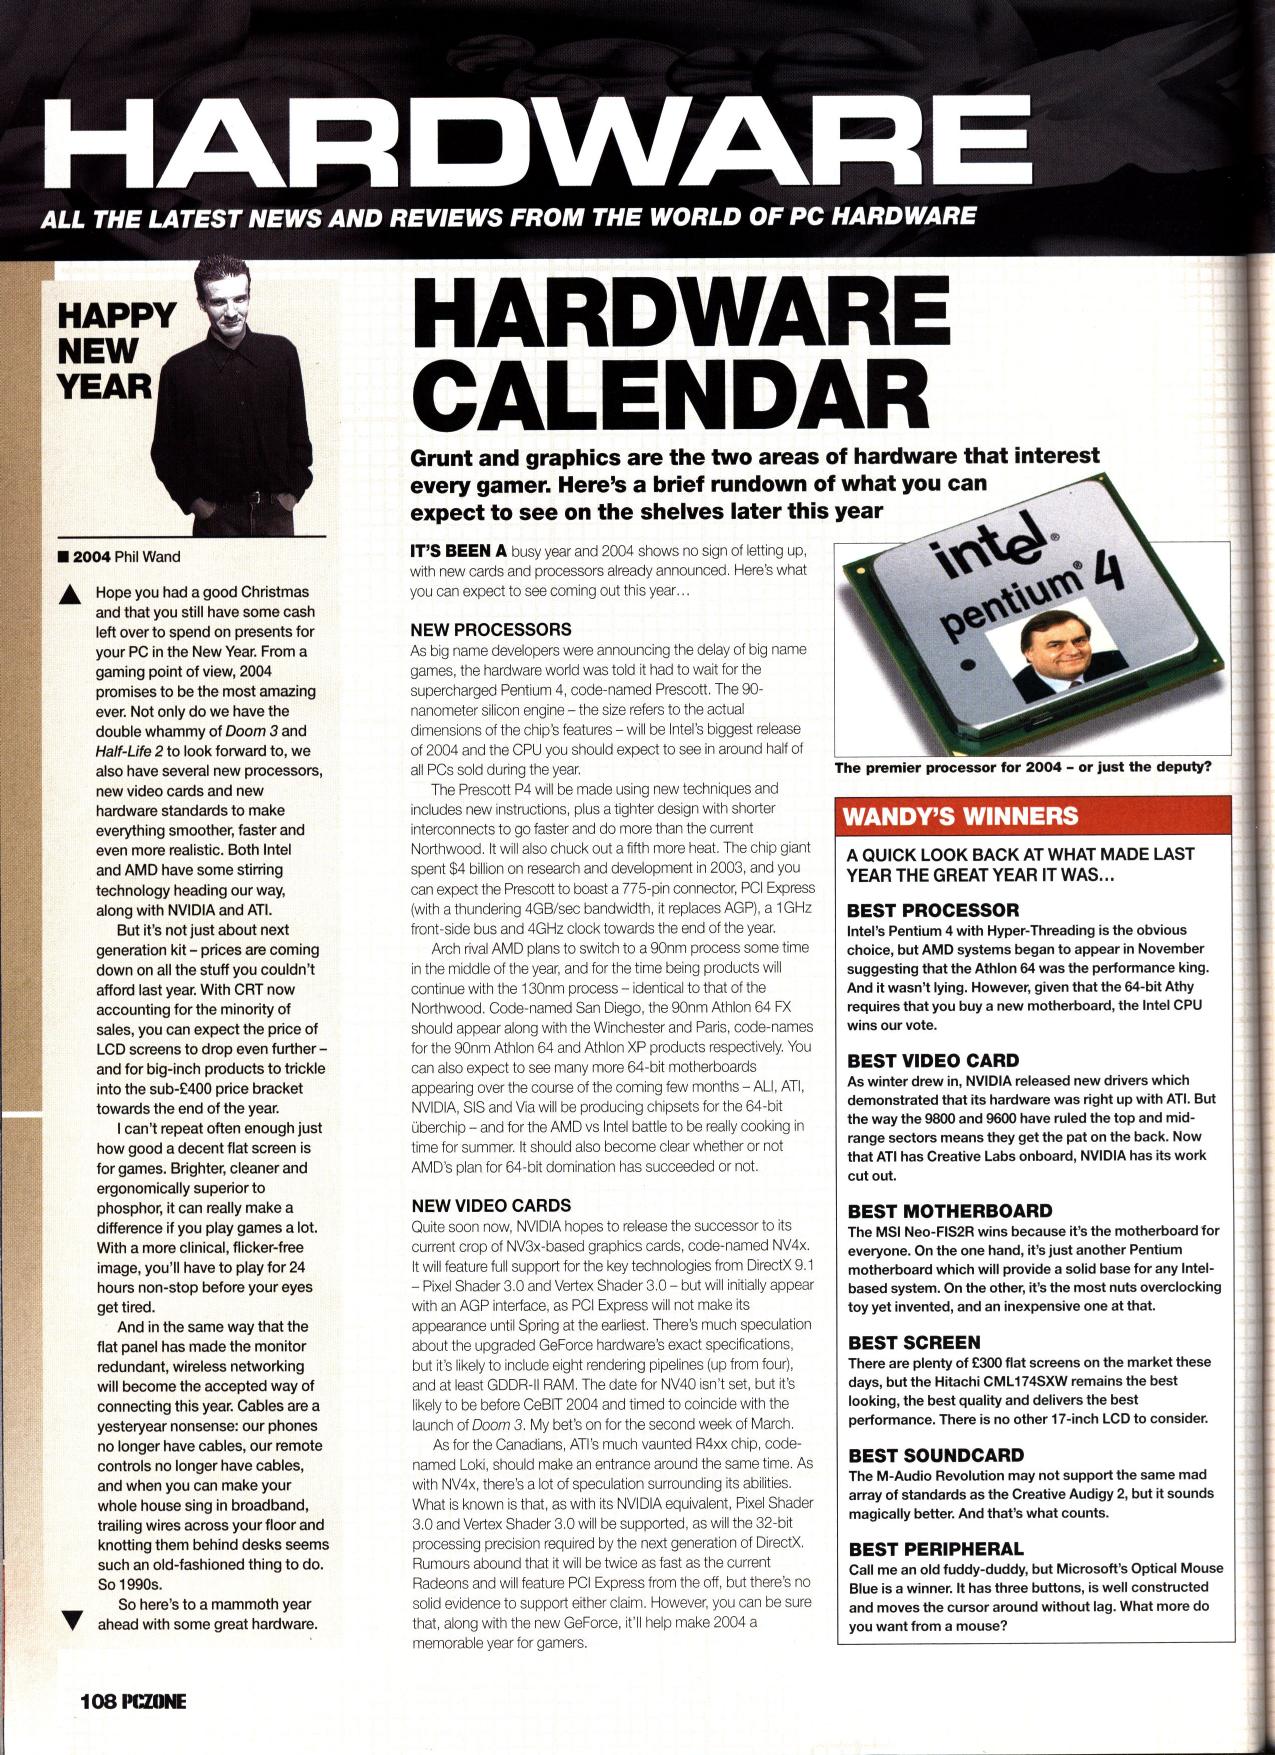 HARDWARE
ALL THE LATEST NEWS AND REVIEWS FROM THE WORLD OF PC HARDWARE
HAPPY
NEW
YEAR
■ 2004 Phil Wand
▲ Hope you had a good Christmas
and that you still have some cash
left over to spend on presents for
your PC in the New Year. From a
gaming point of view, 2004
promises to be the most amazing
ever. Not only do we have the
double whammy of Doom 3 and
Half-Life 2 to look forward to, we
also have several new processors,
new video cards and new
hardware standards to make
everything smoother, faster and
even more realistic. Both Intel
and AMD have some stirring
technology heading our way,
along with NVIDIA and ATI.
But it's not just about next
generation kit – prices are coming
down on all the stuff you couldn't
afford last year. With CRT now
accounting for the minority of
sales, you can expect the price of
LCD screens to drop even further –
and for big-inch products to trickle
into the sub-£400 price bracket
towards the end of the year.
I can't repeat often enough just
how good a decent flat screen is
for games. Brighter, cleaner and
ergonomically superior to
phosphor, it can really make a
difference if you play games a lot.
With a more clinical, flicker-free
image, you'll have to play for 24
hours non-stop before your eyes
get tired.
And in the same way that the
flat panel has made the monitor
redundant, wireless networking
will become the accepted way of
connecting this year. Cables are a
yesteryear nonsense: our phones
no longer have cables, our remote
controls no longer have cables,
and when you can make your
whole house sing in broadband,
trailing wires across your floor and
knotting them behind desks seems
such an old-fashioned thing to do.
So 1990s.
So here's to a mammoth year
▼ ahead with some great hardware.
HARDWARE
CALENDAR
Grunt and graphics are the two areas of hardware that interest
every gamer. Here's a brief rundown of what you can
expect to see on the shelves later this year
IT'S BEEN A busy year and 2004 shows no sign of letting up,
with new cards and processors already announced. Here's what
you can expect to see coming out this year…
NEW PROCESSORS
As big name developers were announcing the delay of big name
games, the hardware world was told it had to wait for the
supercharged Pentium 4, code-named Prescott. The 90-
nanometer silicon engine – the size refers to the actual
dimensions of the chip's features – will be Intel's biggest release
of 2004 and the CPU you should expect to see in around half of
all PCs sold during the year.
The Prescott P4 will be made using new techniques and
includes new instructions, plus a tighter design with shorter
interconnects to go faster and do more than the current
Northwood. It will also chuck out a fifth more heat. The chip giant
spent $4 billion on research and development in 2003, and you
can expect the Prescott to boast a 775-pin connector, PCI Express
(with a thundering 4GB/sec bandwidth, it replaces AGP), a 1GHz
front-side bus and 4GHz clock towards the end of the year.
Arch rival AMD plans to switch to a 90nm process some time
in the middle of the year, and for the time being products will
continue with the 130nm process – identical to that of the
Northwood. Code-named San Diego, the 90nm Athlon 64 FX
should appear along with the Winchester and Paris, code-names
for the 90nm Athlon 64 and Athlon XP products respectively. You
can also expect to see many more 64-bit motherboards
appearing over the course of the coming few months – ALI, ATI,
NVIDIA, SIS and Via will be producing chipsets for the 64-bit
überchip – and for the AMD vs Intel battle to be really cooking in
time for summer. It should also become clear whether or not
AMD's plan for 64-bit domination has succeeded or not.
NEW VIDEO CARDS
Quite soon now, NVIDIA hopes to release the successor to its
current crop of NV3x-based graphics cards, code-named NV4x.
It will feature full support for the key technologies from DirectX 9.1
– Pixel Shader 3.0 and Vertex Shader 3.0 – but will initially appear
with an AGP interface, as PCI Express will not make its
appearance until Spring at the earliest. There's much speculation
about the upgraded GeForce hardware's exact specifications,
but it's likely to include eight rendering pipelines (up from four),
and at least GDDR-II RAM. The date for NV40 isn't set, but it's
likely to be before CeBIT 2004 and timed to coincide with the
launch of Doom 3. My bet's on for the second week of March.
As for the Canadians, ATI's much vaunted R4xx chip, code-
named Loki, should make an entrance around the same time. As
with NV4x, there's a lot of speculation surrounding its abilities.
What is known is that, as with its NVIDIA equivalent, Pixel Shader
3.0 and Vertex Shader 3.0 will be supported, as will the 32-bit
processing precision required by the next generation of DirectX.
Rumours abound that it will be twice as fast as the current
Radeons and will feature PCI Express from the off, but there's no
solid evidence to support either claim. However, you can be sure
that, along with the new GeForce, it'll help make 2004 a
memorable year for gamers.
intel®
pentium® 4
The premier processor for 2004 – or just the deputy?
WANDY'S WINNERS
A QUICK LOOK BACK AT WHAT MADE LAST
YEAR THE GREAT YEAR IT WAS…
BEST PROCESSOR
Intel's Pentium 4 with Hyper-Threading is the obvious
choice, but AMD systems began to appear in November
suggesting that the Athlon 64 was the performance king.
And it wasn't lying. However, given that the 64-bit Athy
requires that you buy a new motherboard, the Intel CPU
wins our vote.
BEST VIDEO CARD
As winter drew in, NVIDIA released new drivers which
demonstrated that its hardware was right up with ATI. But
the way the 9800 and 9600 have ruled the top and mid-
range sectors means they get the pat on the back. Now
that ATI has Creative Labs onboard, NVIDIA has its work
cut out.
BEST MOTHERBOARD
The MSI Neo-FIS2R wins because it's the motherboard for
everyone. On the one hand, it's just another Pentium
motherboard which will provide a solid base for any Intel-
based system. On the other, it's the most nuts overclocking
toy yet invented, and an inexpensive one at that.
BEST SCREEN
There are plenty of £300 flat screens on the market these
days, but the Hitachi CML174SXW remains the best
looking, the best quality and delivers the best
performance. There is no other 17-inch LCD to consider.
BEST SOUNDCARD
The M-Audio Revolution may not support the same mad
array of standards as the Creative Audigy 2, but it sounds
magically better. And that's what counts.
BEST PERIPHERAL
Call me an old fuddy-duddy, but Microsoft's Optical Mouse
Blue is a winner. It has three buttons, is well constructed
and moves the cursor around without lag. What more do
you want from a mouse?
108 PCZONE